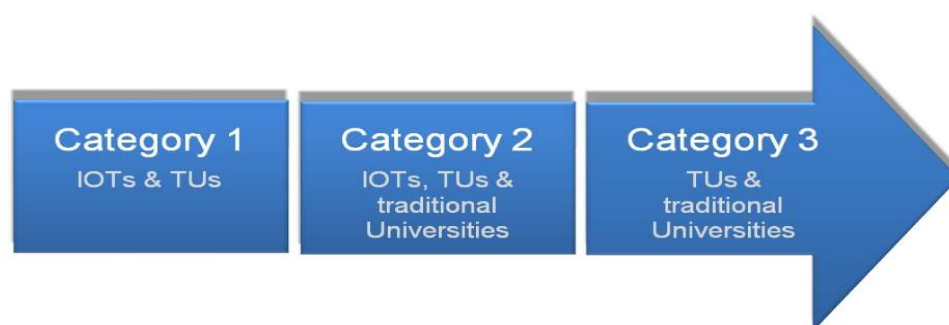 Category 1
IOTs & TUs
Category 2
IOTs, TUs &
traditional
Universities
Category 3
TUs &
traditional
Universities